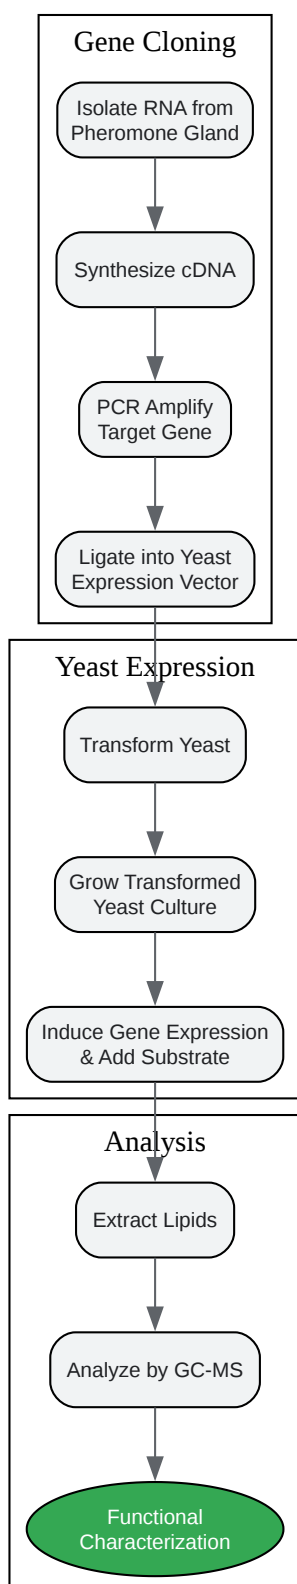 Gene Cloning
Isolate RNA from
Pheromone Gland
Synthesize cDNA
PCR Amplify
Target Gene
Ligate into Yeast
Expression Vector
Yeast Expression
Transform Yeast
Grow Transformed
Yeast Culture
Induce Gene Expression
& Add Substrate
Analysis
Extract Lipids
Analyze by GC-MS
Functional
Characterization